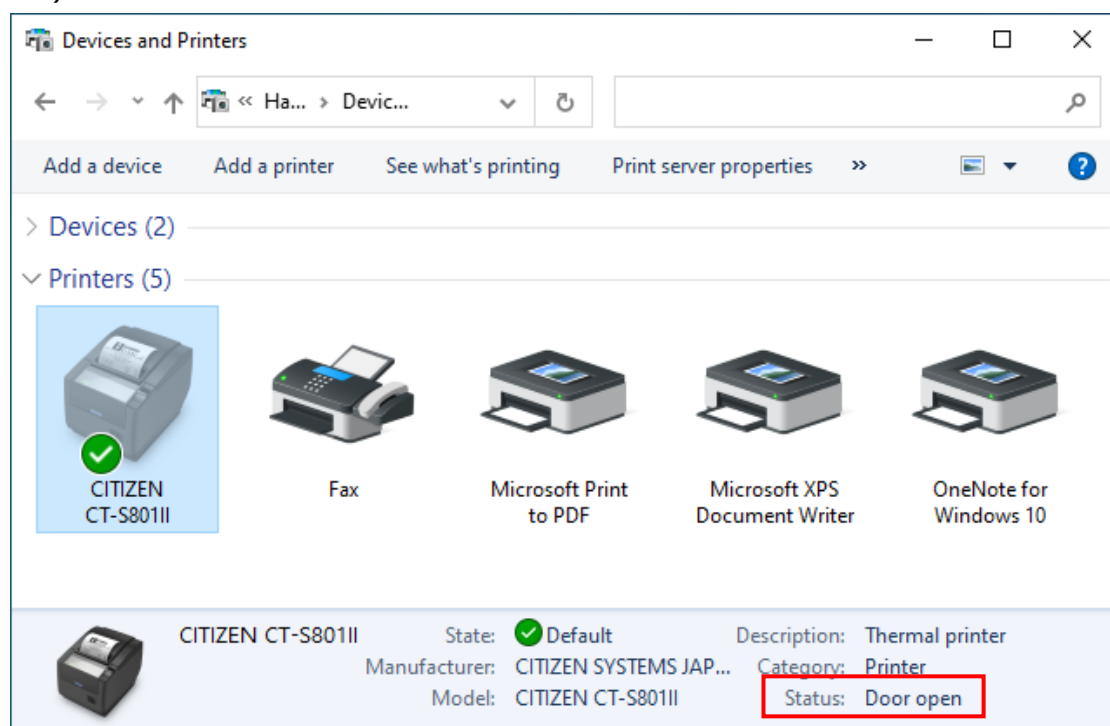 Devices and Printers
Ha... Devic...
Add a device Add a printer See what's printing Print server properties
Devices (2)
Printers (5)
CITIZEN CT-S801II
Fax
Microsoft Print to PDF
Microsoft XPS Document Writer
OneNote for Windows 10
CITIZEN CT-S801II State: Default Description: Thermal printer
Manufacturer: CITIZEN SYSTEMS JAP... Category: Printer
Model: CITIZEN CT-S801II Status: Door open